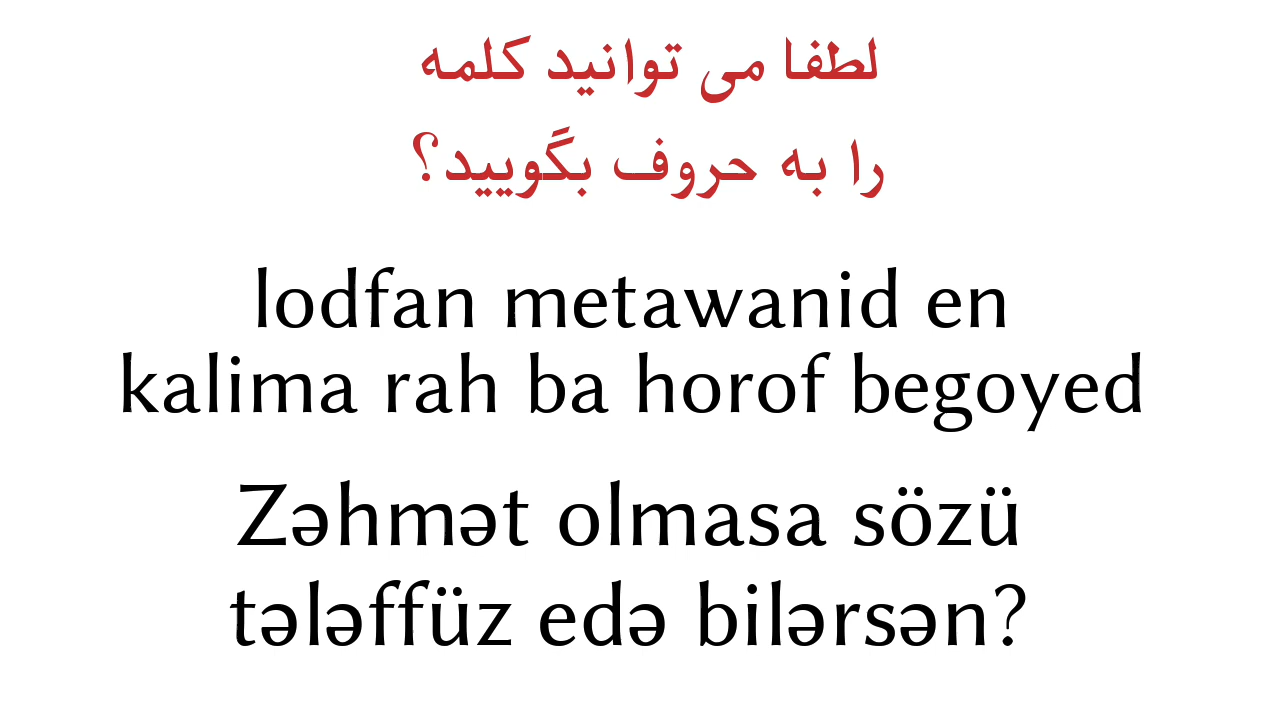 لطفا می توانید کلمه
را به حروف بگویید؟
lodfan metawanid en
kalima rah ba horof begoyed
Zəhmət olmasa sözü
tələffüz edə bilərsən?